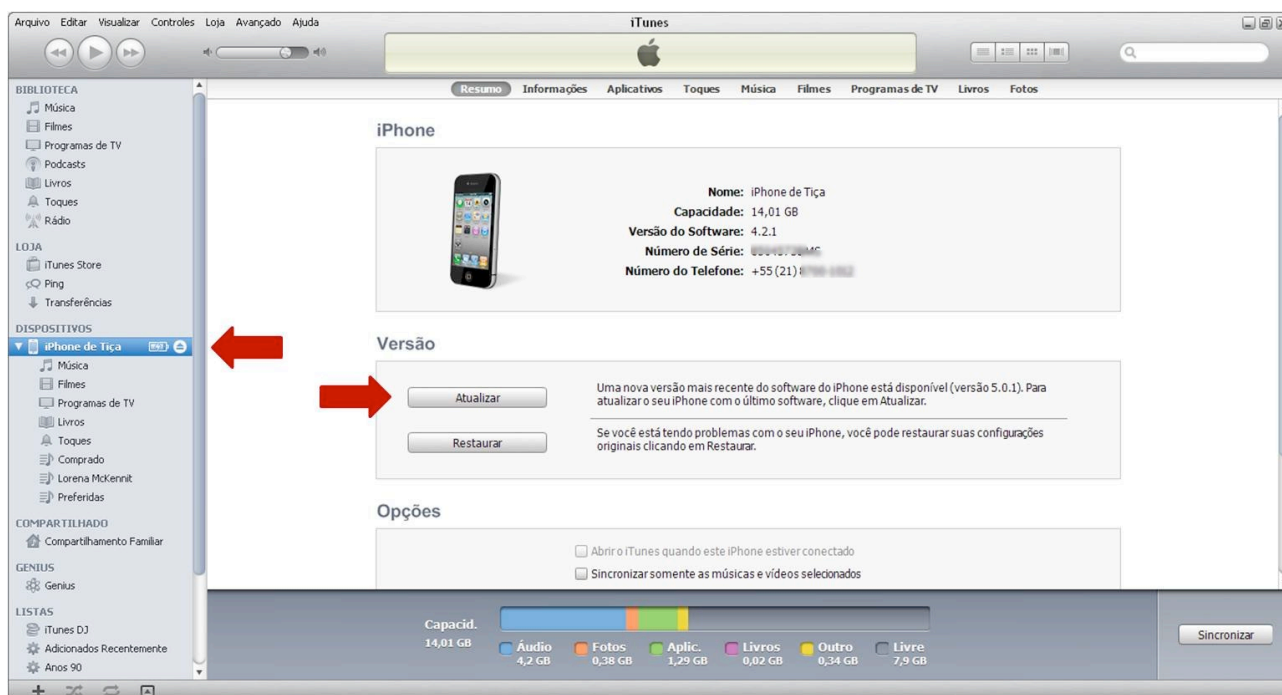 Arquivo Editar Visualizar Controles Loja Avançado Ajuda
iTunes
BIBLIOTECA
Música
Filmes
Programas de TV
Podcasts
Livros
Toques
Rádio
LOJA
iTunes Store
Ping
Transferências
DISPOSITIVOS
iPhone de Tiça
Música
Filmes
Programas de TV
Livros
Toques
Comprado
Lorena McKennit
Preferidas
COMPARTILHADO
Compartilhamento Familiar
GENIUS
Genius
LISTAS
iTunes DJ
Adicionados Recentemente
Anos 90
Resumo Informações Aplicativos Toques Música Filmes Programas de TV Livros Fotos
iPhone
Nome: iPhone de Tiça
Capacidade: 14,01 GB
Versão do Software: 4.2.1
Número de Série:
Número do Telefone: +55 (21)
Versão
Atualizar
Uma nova versão mais recente do software do iPhone está disponível (versão 5.0.1). Para
atualizar o seu iPhone com o último software, clique em Atualizar.
Restaurar
Se você está tendo problemas com o seu iPhone, você pode restaurar suas configurações
originais clicando em Restaurar.
Opções
Abrir o iTunes quando este iPhone estiver conectado
Sincronizar somente as músicas e vídeos selecionados
Capacid.
14,01 GB
Áudio Fotos Aplic. Livros Outro Livre
4,2 GB 0,38 GB 1,29 GB 0,02 GB 0,34 GB 7,9 GB
Sincronizar